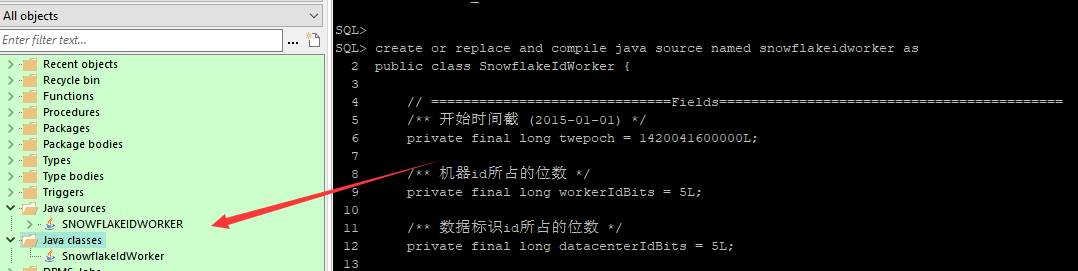 All objects
Enter filter text...
...
Recent objects
Recycle bin
Functions
Procedures
Packages
Package bodies
Types
Type bodies
Triggers
Java sources
SNOWFLAKEIDWORKER
Java classes
SnowflakeIdWorker
SQL>
SQL> create or replace and compile java source named snowflakeidworker as
2 public class SnowflakeIdWorker {
3
4 // ==============================Fields===========================================
5 /** 开始时间截 (2015-01-01) */
6 private final long twepoch = 1420041600000L;
7
8 /** 机器id所占的位数 */
9 private final long workerIdBits = 5L;
10
11 /** 数据标识id所占的位数 */
12 private final long datacenterIdBits = 5L;
13